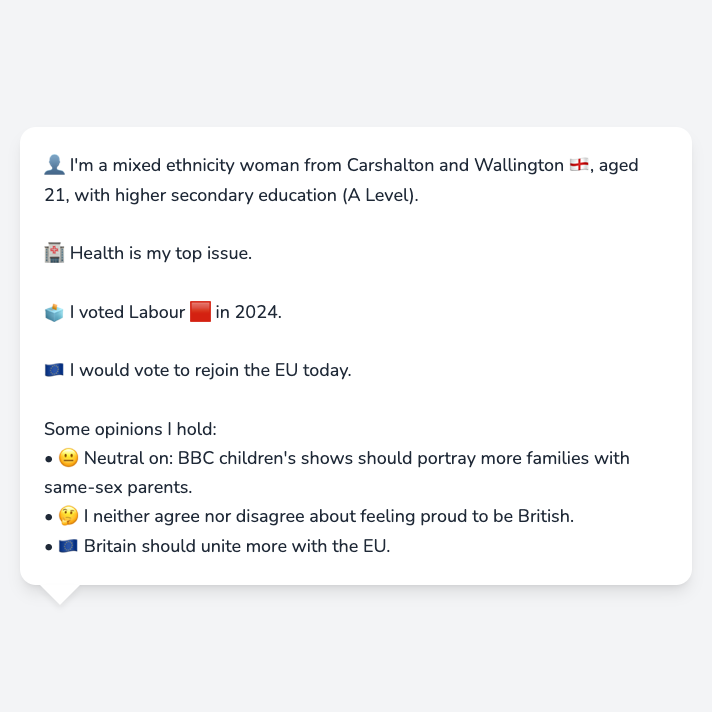 👤 I'm a mixed ethnicity woman from Carshalton and Wallington 🏴󠁧󠁢󠁥󠁮󠁧󠁿, aged
21, with higher secondary education (A Level).
🏥 Health is my top issue.
🗳️ I voted Labour 🟥 in 2024.
🇪🇺 I would vote to rejoin the EU today.
Some opinions I hold:
• 😐 Neutral on: BBC children's shows should portray more families with
same-sex parents.
• 🤔 I neither agree nor disagree about feeling proud to be British.
• 🇪🇺 Britain should unite more with the EU.